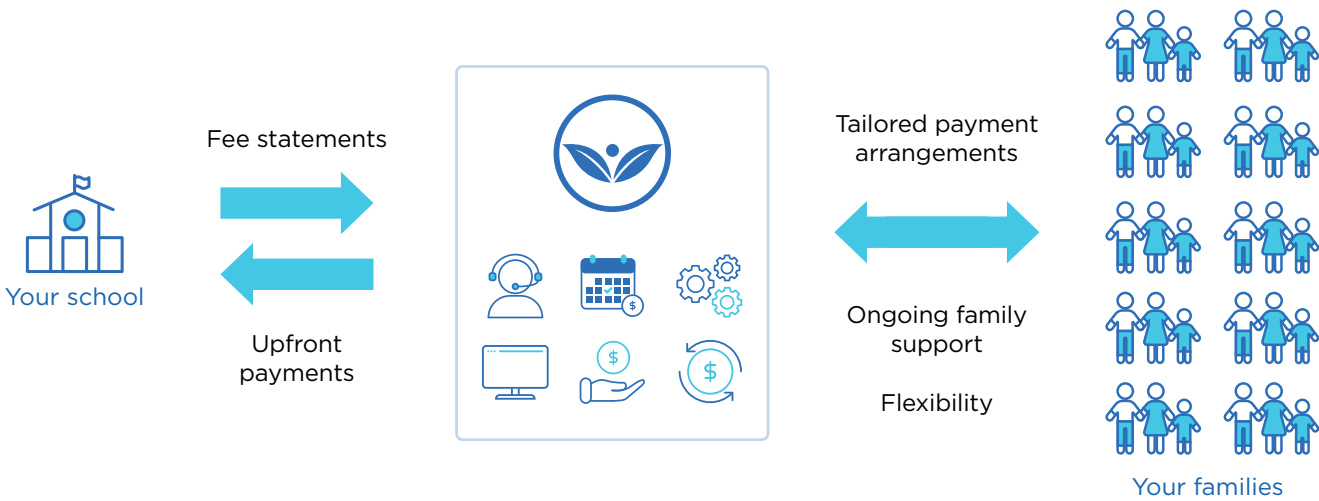 Fee statements
Your school
Upfront
payments
$
$
$
Tailored payment
arrangements
Ongoing family
support
Flexibility
Your families